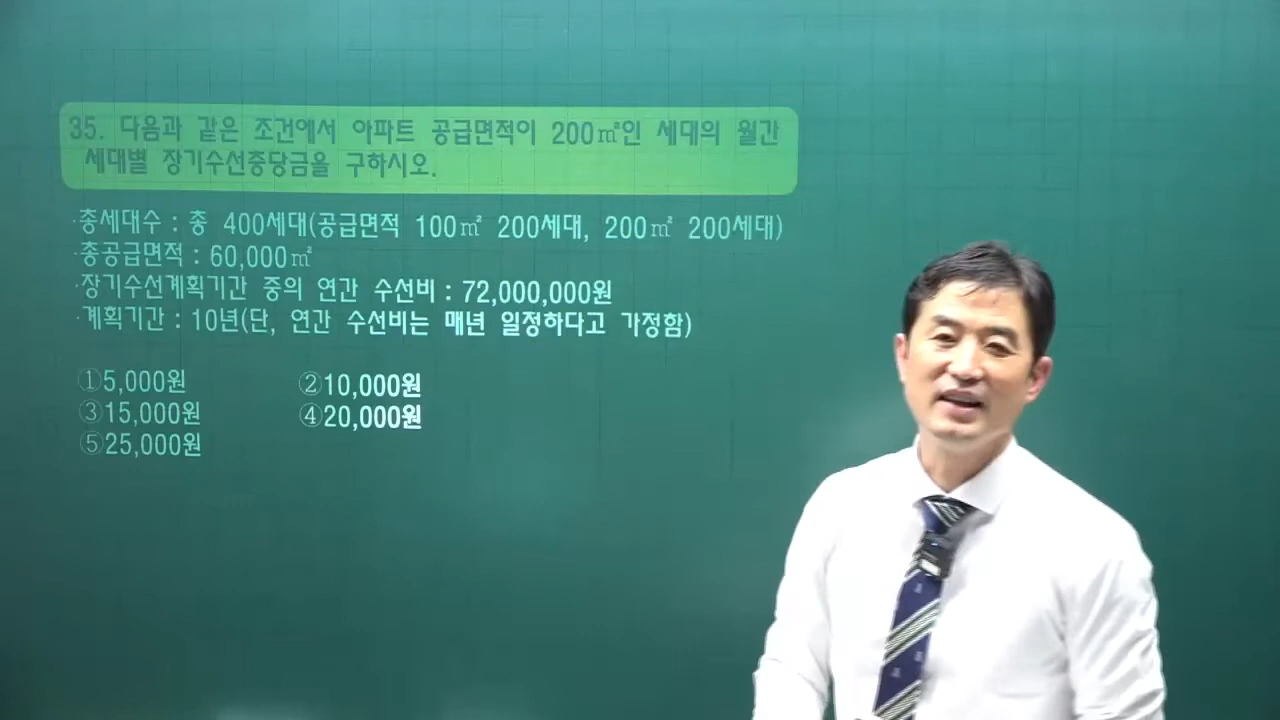 35. 다음과 같은 조건에서 아파트 공급면적이 200㎡인 세대의 월간
세대별 장기수선충당금을 구하시오.
·총세대수 : 총 400세대(공급면적 100㎡ 200세대, 200㎡ 200세대)
·총공급면적 : 60,000㎡
·장기수선계획기간 중의 연간 수선비 : 72,000,000원
·계획기간 : 10년(단, 연간 수선비는 매년 일정하다고 가정함)
①5,000원 ②10,000원
③15,000원 ④20,000원
⑤25,000원